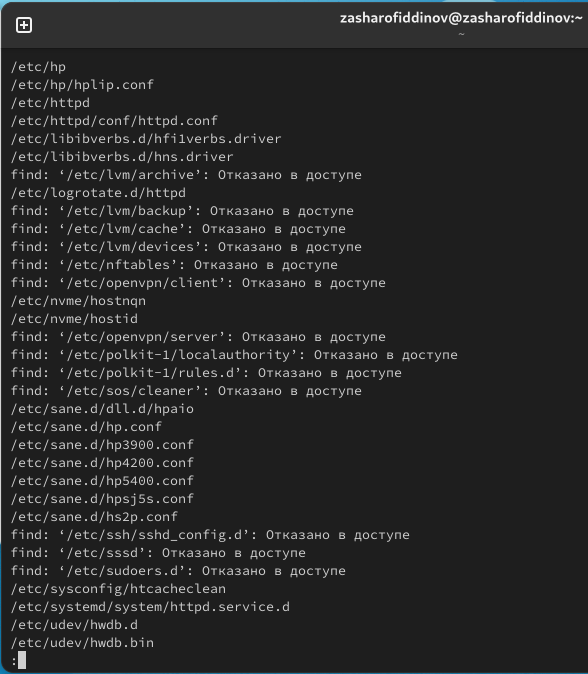 zasharofiddinov@zasharofiddinov:~
~
/etc/hp
/etc/hp/hplip.conf
/etc/httpd
/etc/httpd/conf/httpd.conf
/etc/libibverbs.d/hfi1verbs.driver
/etc/libibverbs.d/hns.driver
find: ‘/etc/lvm/archive’: Отказано в доступе
/etc/logrotate.d/httpd
find: ‘/etc/lvm/backup’: Отказано в доступе
find: ‘/etc/lvm/cache’: Отказано в доступе
find: ‘/etc/lvm/devices’: Отказано в доступе
find: ‘/etc/nftables’: Отказано в доступе
find: ‘/etc/openvpn/client’: Отказано в доступе
/etc/nvme/hostnqn
/etc/nvme/hostid
find: ‘/etc/openvpn/server’: Отказано в доступе
find: ‘/etc/polkit-1/localauthority’: Отказано в доступе
find: ‘/etc/polkit-1/rules.d’: Отказано в доступе
find: ‘/etc/sos/cleaner’: Отказано в доступе
/etc/sane.d/dll.d/hpaio
/etc/sane.d/hp.conf
/etc/sane.d/hp3900.conf
/etc/sane.d/hp4200.conf
/etc/sane.d/hp5400.conf
/etc/sane.d/hpsj5s.conf
/etc/sane.d/hs2p.conf
find: ‘/etc/ssh/sshd_config.d’: Отказано в доступе
find: ‘/etc/sssd’: Отказано в доступе
find: ‘/etc/sudoers.d’: Отказано в доступе
/etc/sysconfig/htcacheclean
/etc/systemd/system/httpd.service.d
/etc/udev/hwdb.d
/etc/udev/hwdb.bin
: